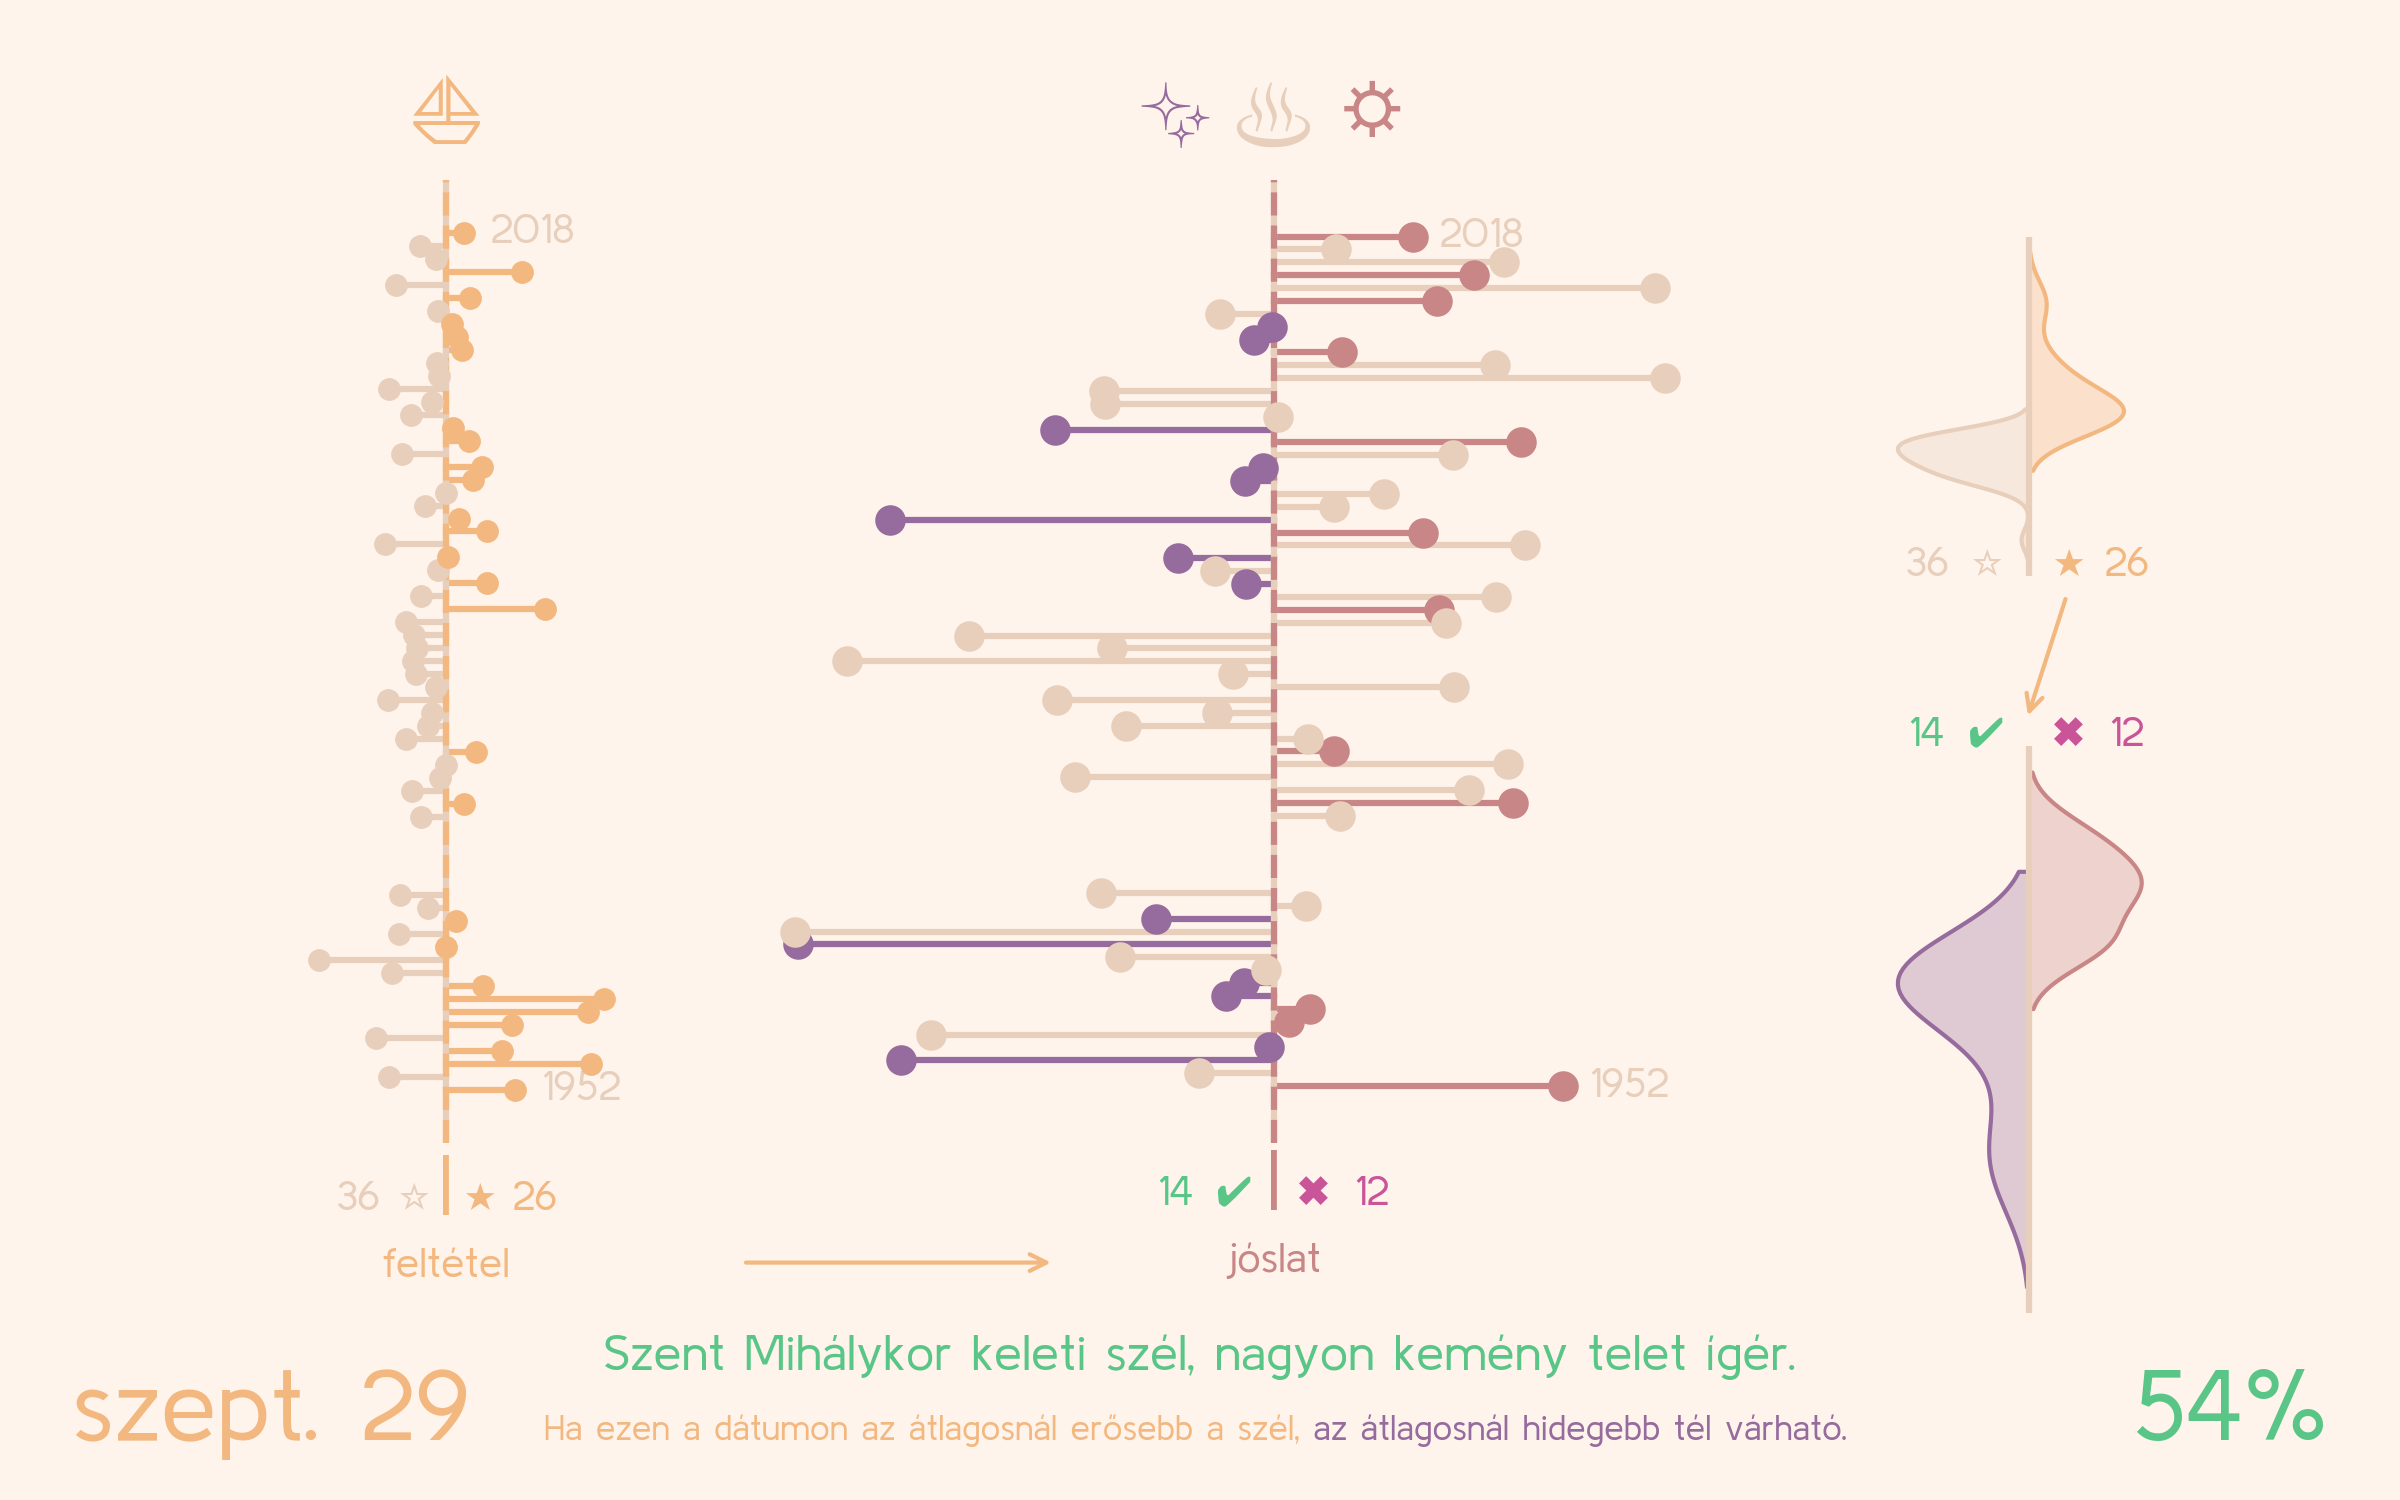 2018
2018
36 ☆ ★ 26
14 ✔ ✖ 12
1952
1952
36 ☆ ★ 26
14 ✔ ✖ 12
feltétel
jóslat
Szent Mihálykor keleti szél, nagyon kemény telet ígér.
szept. 29
54%
Ha ezen a dátumon az átlagosnál erősebb a szél, az átlagosnál hidegebb tél várható.